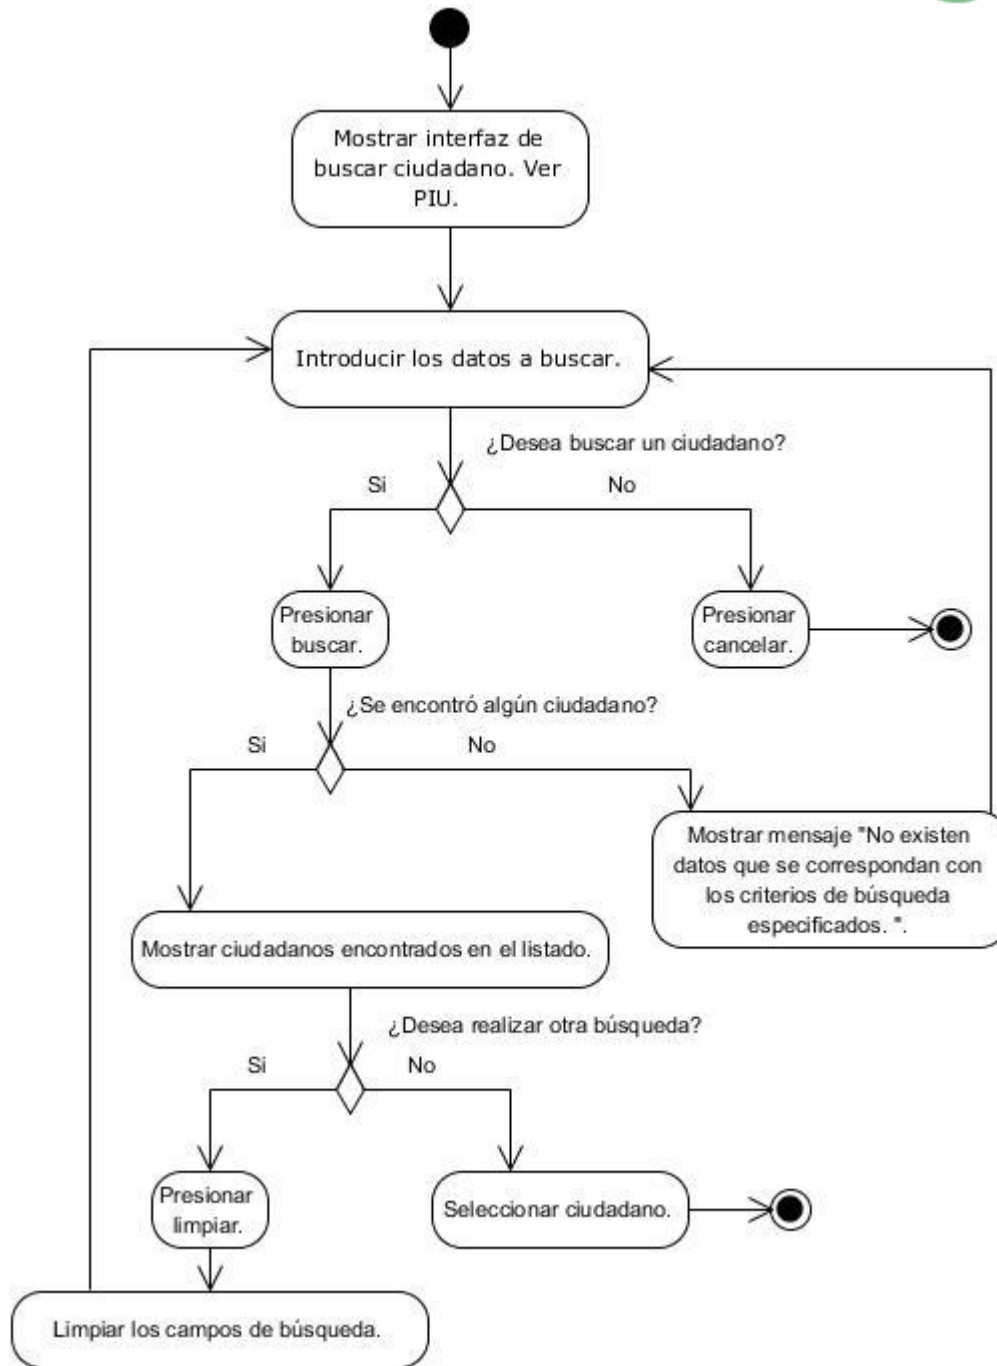 Mostrar interfaz de
buscar ciudadano. Ver
PIU.
Introducir los datos a buscar.
¿Desea buscar un ciudadano?
Si
No
Presionar
buscar.
Presionar
cancelar.
¿Se encontró algún ciudadano?
Si
No
Mostrar mensaje "No existen
datos que se correspondan con
los criterios de búsqueda
especificados. ".
Mostrar ciudadanos encontrados en el listado.
¿Desea realizar otra búsqueda?
Si
No
Presionar
limpiar.
Seleccionar ciudadano.
Limpiar los campos de búsqueda.